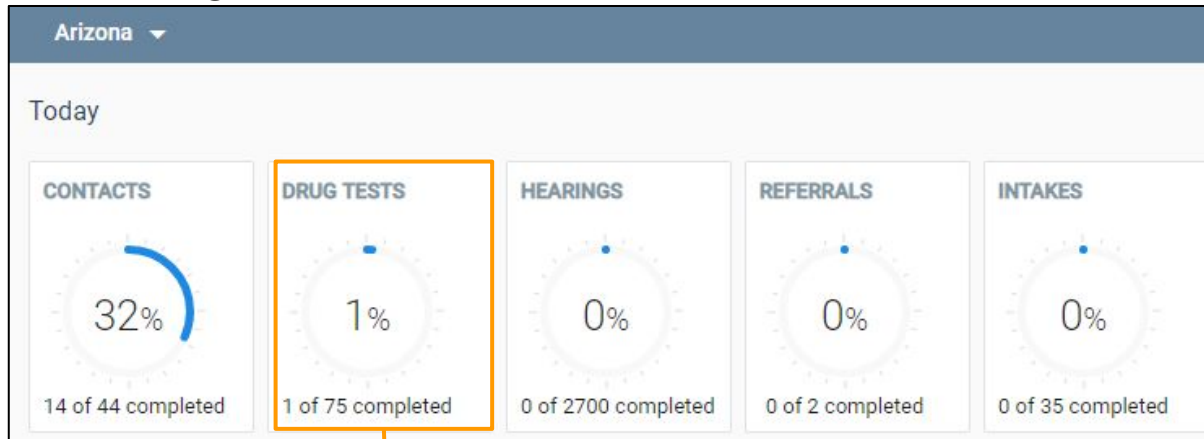 Arizona
Today
CONTACTS
32%
14 of 44 completed
DRUG TESTS
1%
1 of 75 completed
HEARINGS
0%
0 of 2700 completed
REFERRALS
0%
0 of 2 completed
INTAKES
0%
0 of 35 completed